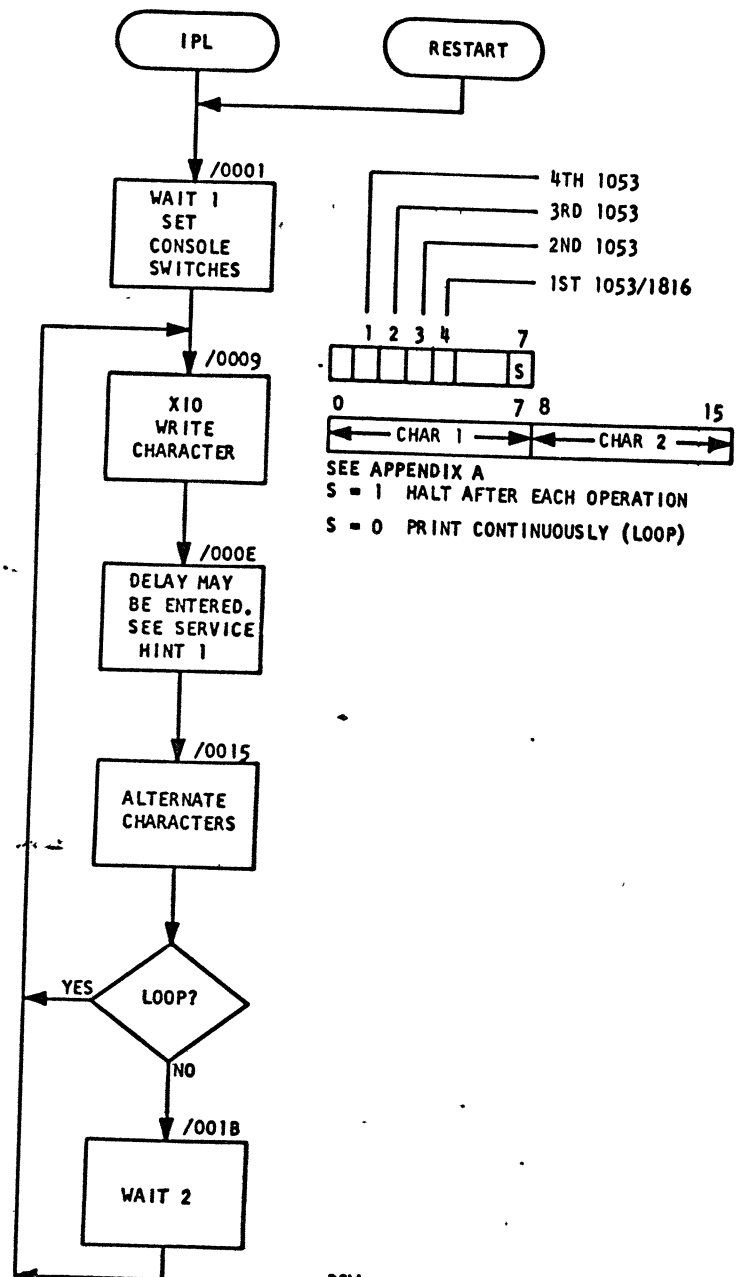 IPL
RESTART
/0001
WAIT 1
SET
CONSOLE
SWITCHES
4TH 1053
3RD 1053
2ND 1053
1ST 1053/1816
1 2 3 4 7
S
0 7 8 15
CHAR 1 CHAR 2
SEE APPENDIX A
S = 1 HALT AFTER EACH OPERATION
S = 0 PRINT CONTINUOUSLY (LOOP)
/0009
XIO
WRITE
CHARACTER
/000E
DELAY MAY
BE ENTERED.
SEE SERVICE
HINT 1
/0015
ALTERNATE
CHARACTERS
LOOP?
YES
NO
/001B
WAIT 2